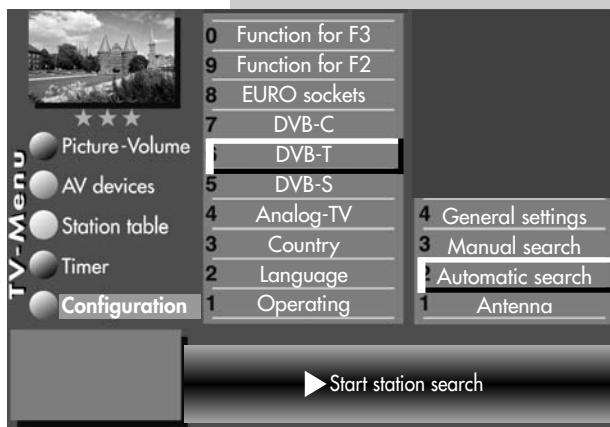 TV-Menu
Picture-Volume
AV devices
Station table
Timer
Configuration
0 Function for F3
9 Function for F2
8 EURO sockets
7 DVB-C
DVB-T
5 DVB-S
4 Analog-TV
3 Country
2 Language
1 Operating
4 General settings
3 Manual search
2 Automatic search
1 Antenna
Start station search